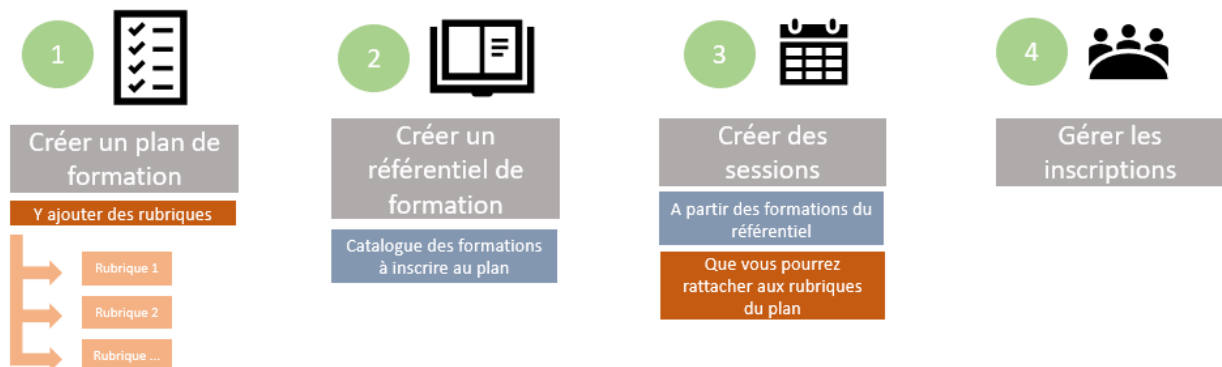 1
Créer un plan de
formation
Y ajouter des rubriques
Rubrique 1
Rubrique 2
Rubrique ...
2
Créer un
référentiel de
formation
Catalogue des formations
à inscrire au plan
3
Créer des
sessions
A partir des formations du
référentiel
Que vous pourrez
rattacher aux rubriques
du plan
4
Gérer les
inscriptions